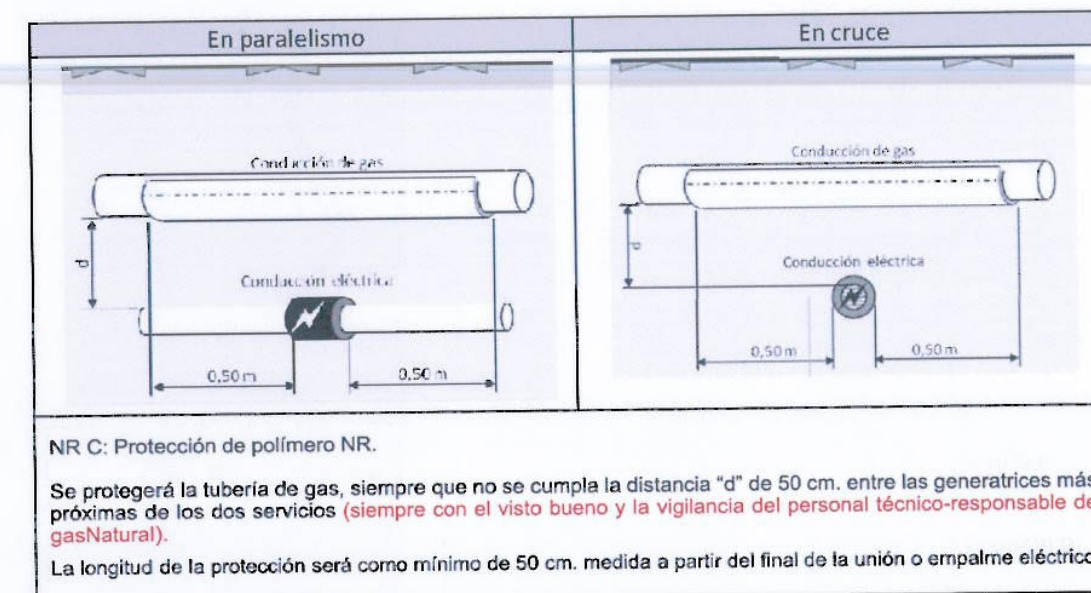 En paralelismo
En cruce
Conducción de gas
d
Conducción eléctrica
0,50 m
0,50 m
Conducción de gas
d
Conducción eléctrica
0,50 m
0,50 m
NR C: Protección de polímero NR.
Se protegerá la tubería de gas, siempre que no se cumpla la distancia “d” de 50 cm. entre las generatrices más
próximas de los dos servicios (siempre con el visto bueno y la vigilancia del personal técnico-responsable de
gasNatural).
La longitud de la protección será como mínimo de 50 cm. medida a partir del final de la unión o empalme eléctrico